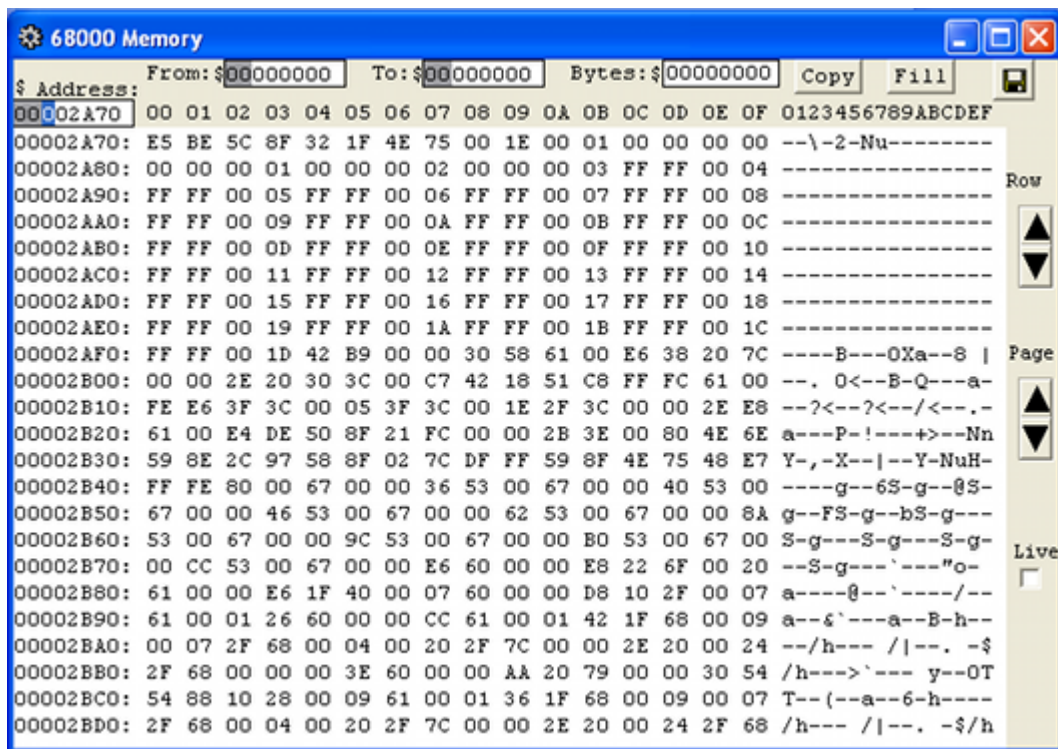 68000 Memory
From:$00000000 To:$00000000 Bytes:$00000000 Copy Fill
$ Address:
00002A70 00 01 02 03 04 05 06 07 08 09 0A 0B 0C 0D 0E 0F 0123456789ABCDEF
00002A70: E5 BE 5C 8F 32 1F 4E 75 00 1E 00 01 00 00 00 00 --\-2-Nu--------
00002A80: 00 00 00 01 00 00 00 02 00 00 00 03 FF FF 00 04 ----------------
Row
00002A90: FF FF 00 05 FF FF 00 06 FF FF 00 07 FF FF 00 08 ----------------
00002AA0: FF FF 00 09 FF FF 00 0A FF FF 00 0B FF FF 00 0C ----------------
00002AB0: FF FF 00 0D FF FF 00 0E FF FF 00 0F FF FF 00 10 ----------------
00002AC0: FF FF 00 11 FF FF 00 12 FF FF 00 13 FF FF 00 14 ----------------
00002AD0: FF FF 00 15 FF FF 00 16 FF FF 00 17 FF FF 00 18 ----------------
00002AE0: FF FF 00 19 FF FF 00 1A FF FF 00 1B FF FF 00 1C ----------------
00002AF0: FF FF 00 1D 42 B9 00 00 30 58 61 00 E6 38 20 7C ----B---0Xa--8 |
Page
00002B00: 00 00 2E 20 30 3C 00 C7 42 18 51 C8 FF FC 61 00 --. 0<--B-Q---a-
00002B10: FE E6 3F 3C 00 05 3F 3C 00 1E 2F 3C 00 00 2E E8 --?<--?<--/<--.-
00002B20: 61 00 E4 DE 50 8F 21 FC 00 00 2B 3E 00 80 4E 6E a---P-!---+>--Nn
00002B30: 59 8E 2C 97 58 8F 02 7C DF FF 59 8F 4E 75 48 E7 Y-,-X--|--Y-NuH-
00002B40: FF FE 80 00 67 00 00 36 53 00 67 00 00 40 53 00 ----g--6S-g--@S-
00002B50: 67 00 00 46 53 00 67 00 00 62 53 00 67 00 00 8A g--FS-g--bS-g---
00002B60: 53 00 67 00 00 9C 53 00 67 00 00 B0 53 00 67 00 S-g---S-g---S-g-
Live
00002B70: 00 CC 53 00 67 00 00 E6 60 00 00 E8 22 6F 00 20 --S-g---`---"o- 
00002B80: 61 00 00 E6 1F 40 00 07 60 00 00 D8 10 2F 00 07 a----@--`----/--
00002B90: 61 00 01 26 60 00 00 CC 61 00 01 42 1F 68 00 09 a--&`---a--B-h--
00002BA0: 00 07 2F 68 00 04 00 20 2F 7C 00 00 2E 20 00 24 --/h--- /|--. -$
00002BB0: 2F 68 00 00 00 3E 60 00 00 AA 20 79 00 00 30 54 /h--->`--- y--0T
00002BC0: 54 88 10 28 00 09 61 00 01 36 1F 68 00 09 00 07 T--(--a--6-h----
00002BD0: 2F 68 00 04 00 20 2F 7C 00 00 2E 20 00 24 2F 68 /h--- /|--. -$/h